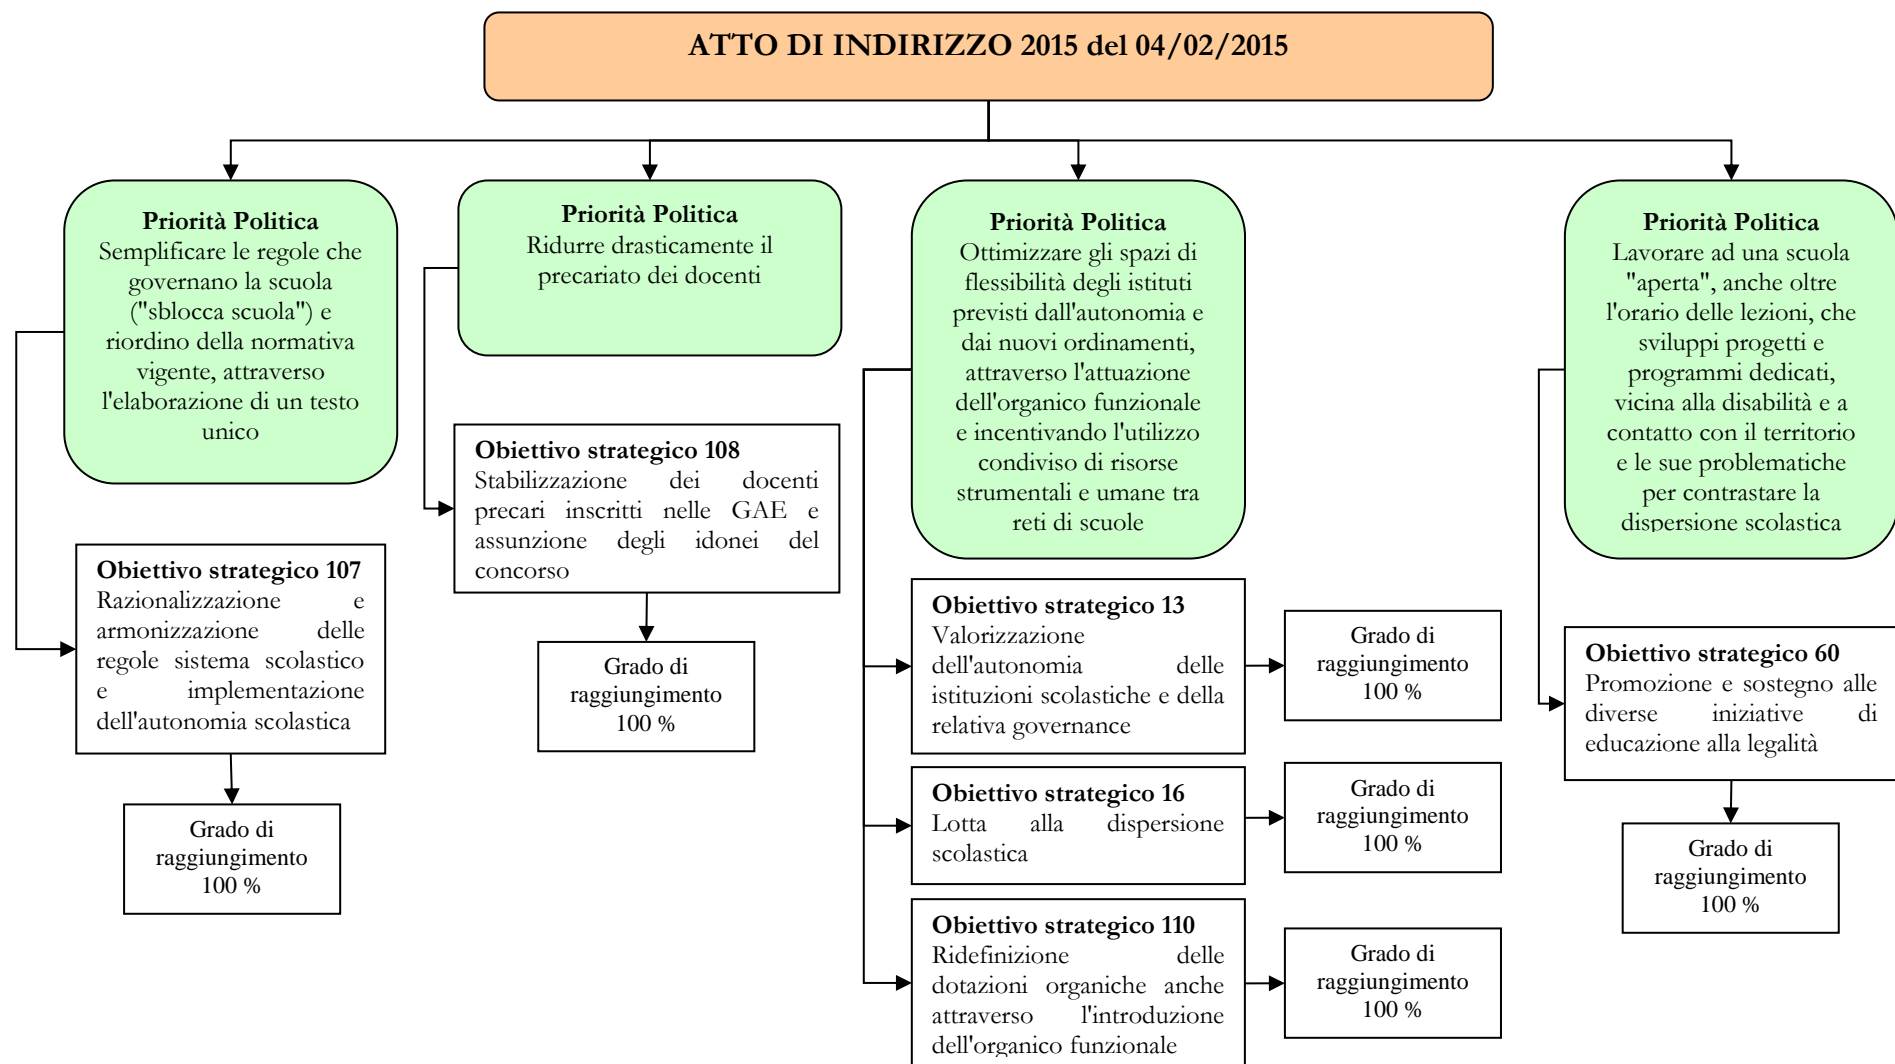 ATTO DI INDIRIZZO 2015 del 04/02/2015
Priorità Politica
Semplificare le regole che
governano la scuola
("sblocca scuola") e
riordino della normativa
vigente, attraverso
l'elaborazione di un testo
unico
Obiettivo strategico 107
Razionalizzazione e
armonizzazione delle
regole sistema scolastico
e implementazione
dell'autonomia scolastica
Grado di
raggiungimento
100 %
Priorità Politica
Ridurre drasticamente il
precariato dei docenti
Obiettivo strategico 108
Stabilizzazione dei docenti
precari inscritti nelle GAE e
assunzione degli idonei del
concorso
Grado di
raggiungimento
100 %
Priorità Politica
Ottimizzare gli spazi di
flessibilità degli istituti
previsti dall'autonomia e
dai nuovi ordinamenti,
attraverso l'attuazione
dell'organico funzionale
e incentivando l'utilizzo
condiviso di risorse
strumentali e umane tra
reti di scuole
Obiettivo strategico 13
Valorizzazione
dell'autonomia delle
istituzioni scolastiche e della
relativa governance
Grado di
raggiungimento
100 %
Obiettivo strategico 16
Lotta alla dispersione
scolastica
Grado di
raggiungimento
100 %
Obiettivo strategico 110
Ridefinizione delle
dotazioni organiche anche
attraverso l'introduzione
dell'organico funzionale
Grado di
raggiungimento
100 %
Priorità Politica
Lavorare ad una scuola
"aperta", anche oltre
l'orario delle lezioni, che
sviluppi progetti e
programmi dedicati,
vicina alla disabilità e a
contatto con il territorio
e le sue problematiche
per contrastare la
dispersione scolastica
Obiettivo strategico 60
Promozione e sostegno alle
diverse iniziative di
educazione alla legalità
Grado di
raggiungimento
100 %